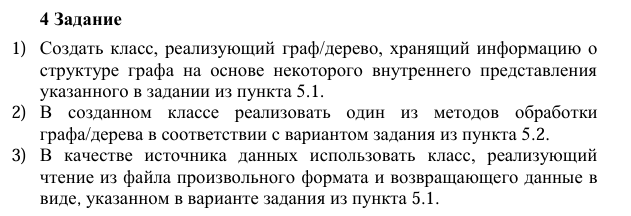 4 Задание
1) Создать класс, реализующий граф/дерево, хранящий информацию о
структуре графа на основе некоторого внутреннего представления
указанного в задании из пункта 5.1.
2) В созданном классе реализовать один из методов обработки
графа/дерева в соответствии с вариантом задания из пункта 5.2.
3) В качестве источника данных использовать класс, реализующий
чтение из файла произвольного формата и возвращающего данные в
виде, указанном в варианте задания из пункта 5.1.